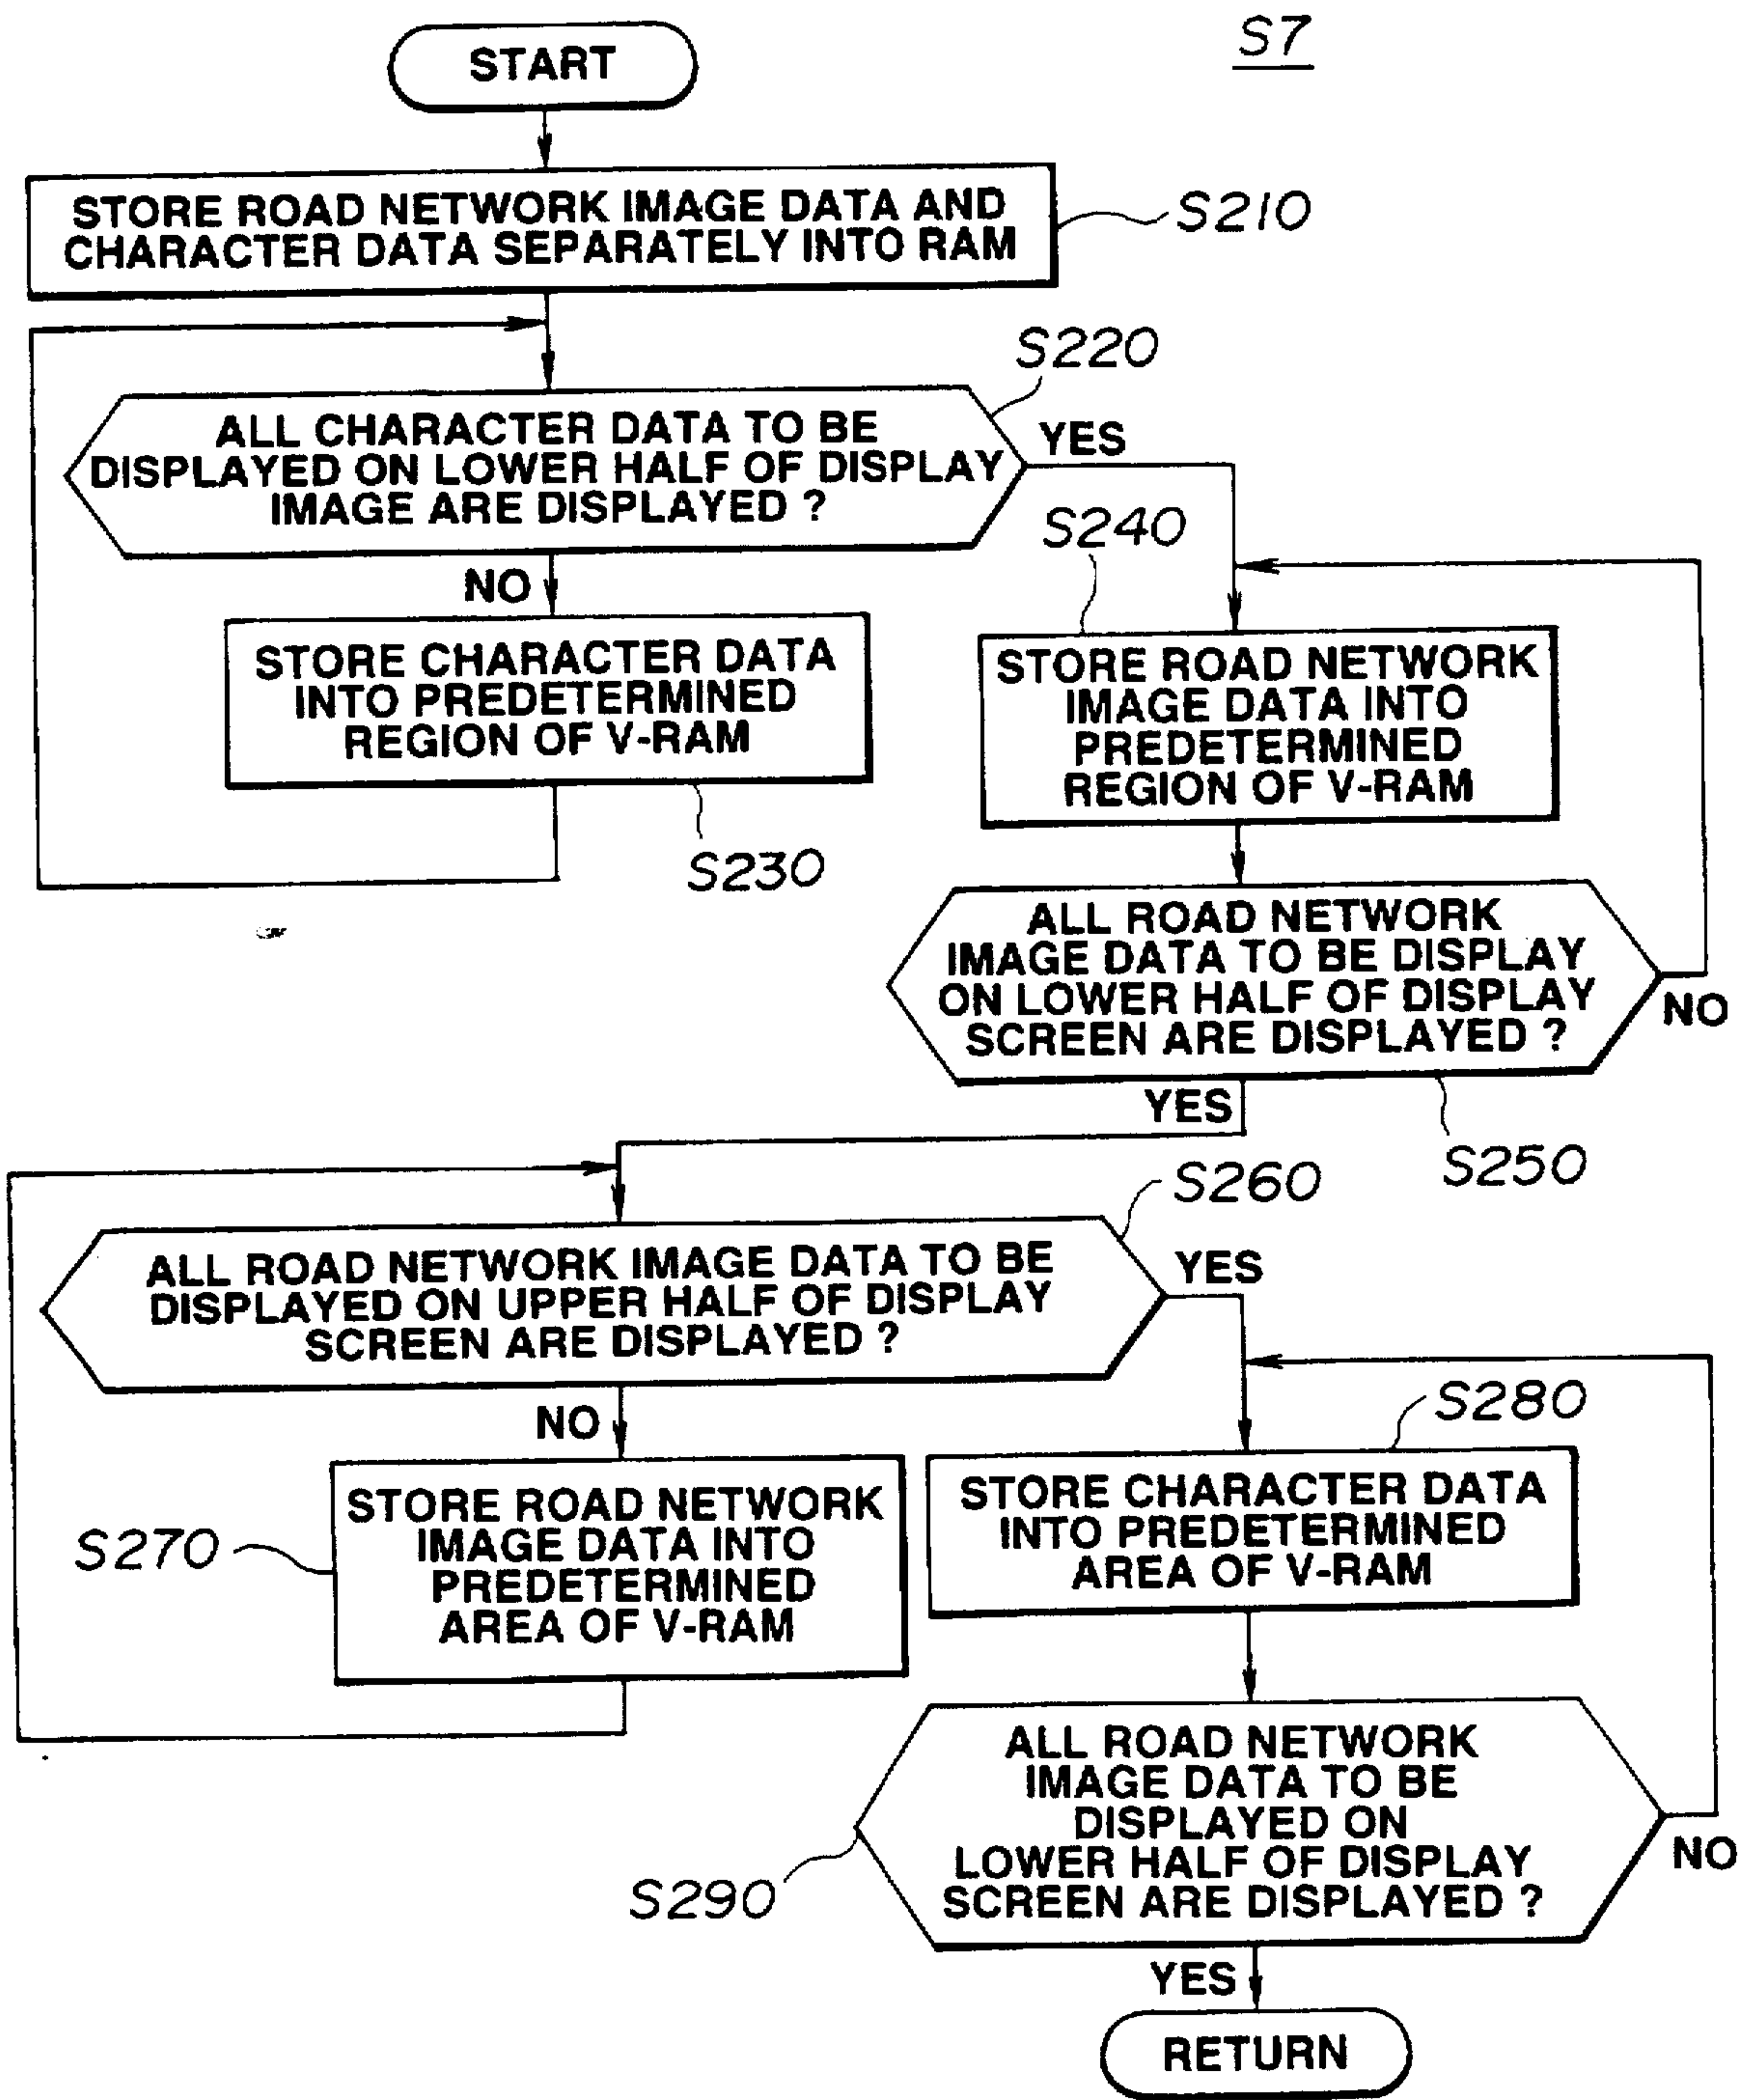 S7
START
STORE ROAD NETWORK IMAGE DATA AND
CHARACTER DATA SEPARATELY INTO RAM
S210
S220
ALL CHARACTER DATA TO BE
DISPLAYED ON LOWER HALF OF DISPLAY
IMAGE ARE DISPLAYED ?
YES
NO
STORE CHARACTER DATA
INTO PREDETERMINED
REGION OF V-RAM
S230
S240
STORE ROAD NETWORK
IMAGE DATA INTO
PREDETERMINED
REGION OF V-RAM
ALL ROAD NETWORK
IMAGE DATA TO BE DISPLAY
ON LOWER HALF OF DISPLAY
SCREEN ARE DISPLAYED ?
NO
YES
S250
S260
ALL ROAD NETWORK IMAGE DATA TO BE
DISPLAYED ON UPPER HALF OF DISPLAY
SCREEN ARE DISPLAYED ?
YES
NO
S270
STORE ROAD NETWORK
IMAGE DATA INTO
PREDETERMINED
AREA OF V-RAM
S280
STORE CHARACTER DATA
INTO PREDETERMINED
AREA OF V-RAM
ALL ROAD NETWORK
IMAGE DATA TO BE
DISPLAYED ON
LOWER HALF OF DISPLAY
SCREEN ARE DISPLAYED ?
NO
S290
YES
RETURN